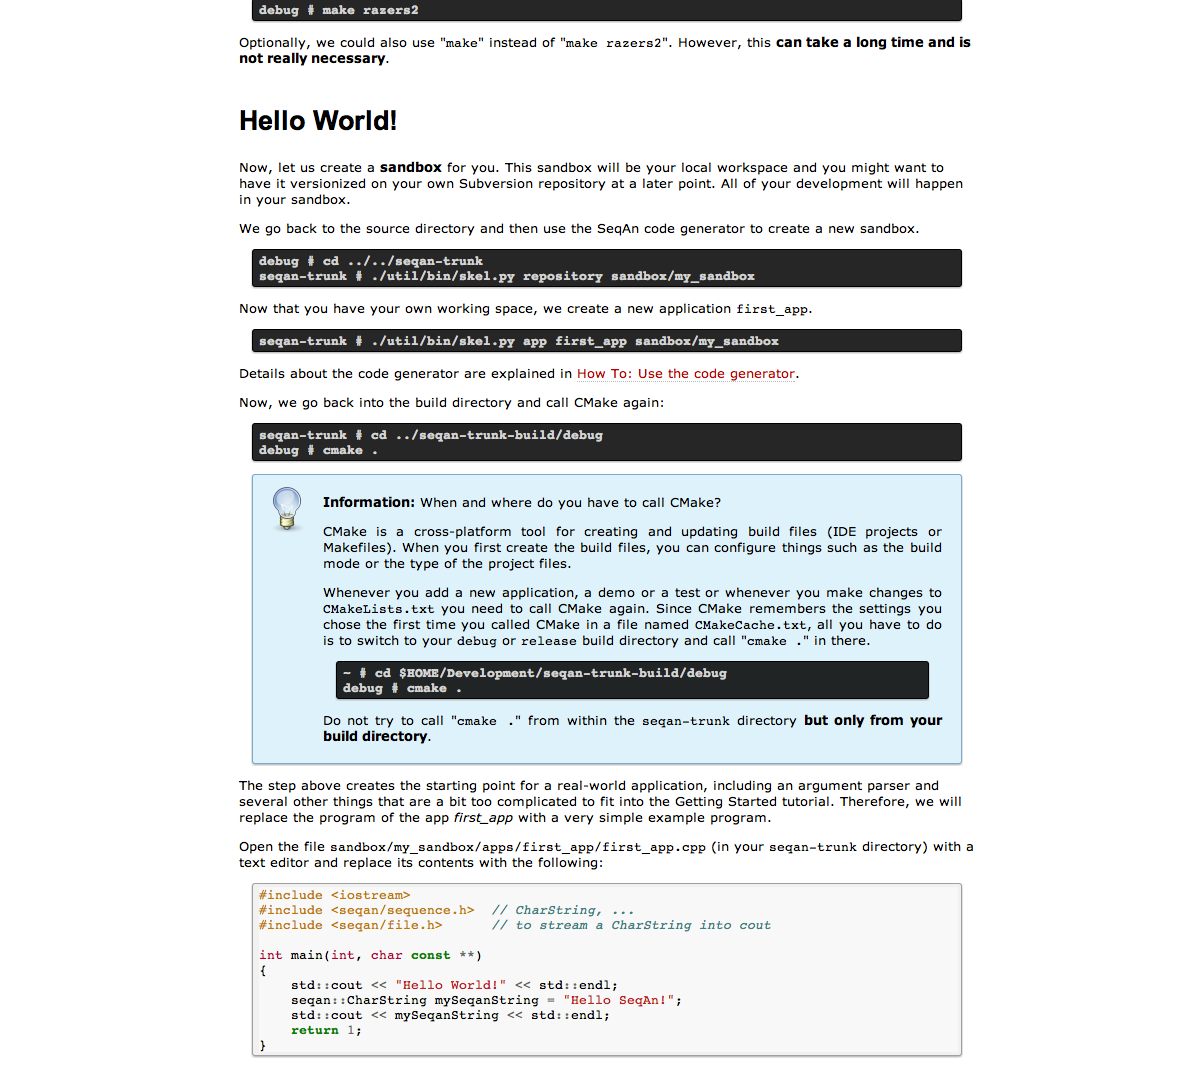 debug # make razers2
Optionally, we could also use "make" instead of "make razers2". However, this can take a long time and is
not really necessary.
Hello World!
Now, let us create a sandbox for you. This sandbox will be your local workspace and you might want to
have it versionized on your own Subversion repository at a later point. All of your development will happen
in your sandbox.
We go back to the source directory and then use the SeqAn code generator to create a new sandbox.
debug # cd ../../seqan-trunk
seqan-trunk # ./util/bin/skel.py repository sandbox/my_sandbox
Now that you have your own working space, we create a new application first_app.
seqan-trunk # ./util/bin/skel.py app first_app sandbox/my_sandbox
Details about the code generator are explained in How To: Use the code generator.
Now, we go back into the build directory and call CMake again:
seqan-trunk # cd ../seqan-trunk-build/debug
debug # cmake .
Information: When and where do you have to call CMake?
CMake is a cross-platform tool for creating and updating build files (IDE projects or
Makefiles). When you first create the build files, you can configure things such as the build
mode or the type of the project files.
Whenever you add a new application, a demo or a test or whenever you make changes to
CMakeLists.txt you need to call CMake again. Since CMake remembers the settings you
chose the first time you called CMake in a file named CMakeCache.txt, all you have to do
is to switch to your debug or release build directory and call "cmake ." in there.
~ # cd $HOME/Development/seqan-trunk-build/debug
debug # cmake .
Do not try to call "cmake ." from within the seqan-trunk directory but only from your
build directory.
The step above creates the starting point for a real-world application, including an argument parser and
several other things that are a bit too complicated to fit into the Getting Started tutorial. Therefore, we will
replace the program of the app first_app with a very simple example program.
Open the file sandbox/my_sandbox/apps/first_app/first_app.cpp (in your seqan-trunk directory) with a
text editor and replace its contents with the following:
#include <iostream>
#include <seqan/sequence.h>  // CharString, ...
#include <seqan/file.h>      // to stream a CharString into cout
int main(int, char const **)
{
    std::cout << "Hello World!" << std::endl;
    seqan::CharString mySeqanString = "Hello SeqAn!";
    std::cout << mySeqanString << std::endl;
    return 1;
}